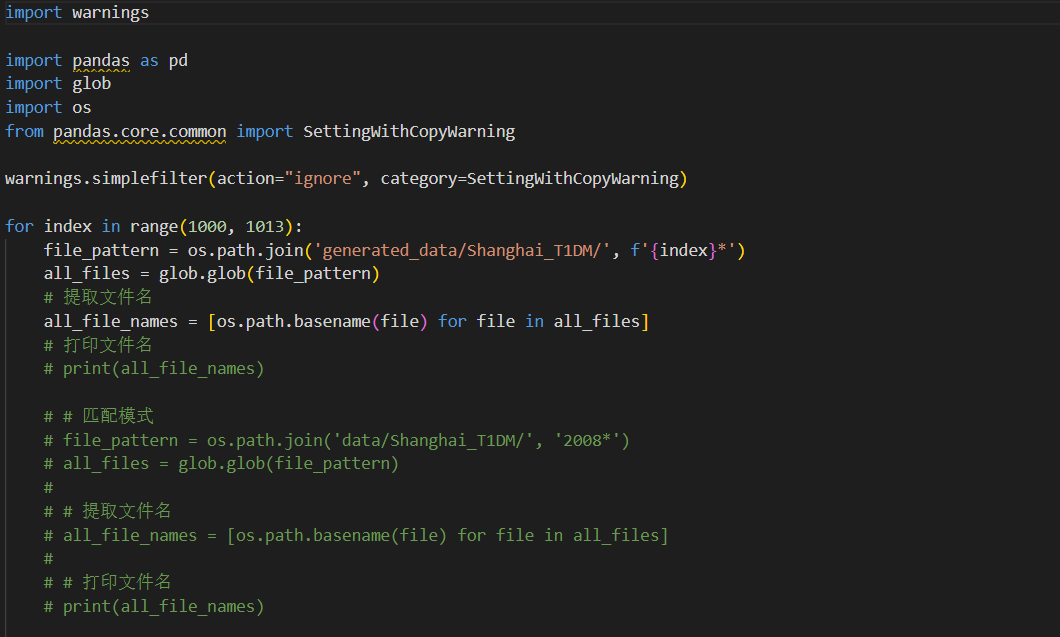 import warnings
import pandas as pd
import glob
import os
from pandas.core.common import SettingWithCopyWarning
warnings.simplefilter(action="ignore", category=SettingWithCopyWarning)
for index in range(1000, 1013):
    file_pattern = os.path.join('generated_data/Shanghai_T1DM/', f'{index}*')
    all_files = glob.glob(file_pattern)
    # 提取文件名
    all_file_names = [os.path.basename(file) for file in all_files]
    # 打印文件名
    # print(all_file_names)
    # # 匹配模式
    # file_pattern = os.path.join('data/Shanghai_T1DM/', '2008*')
    # all_files = glob.glob(file_pattern)
    #
    # # 提取文件名
    # all_file_names = [os.path.basename(file) for file in all_files]
    #
    # # 打印文件名
    # print(all_file_names)